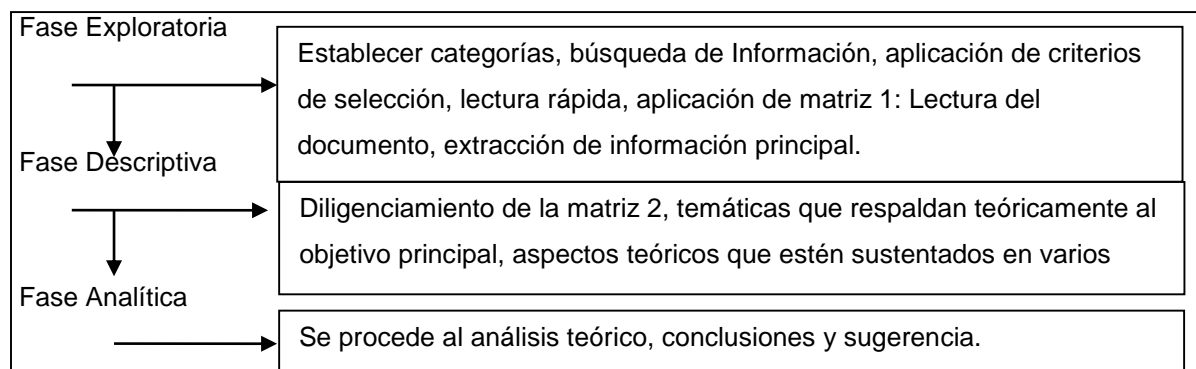 Fase Exploratoria
Establecer categorías, búsqueda de Información, aplicación de criterios
de selección, lectura rápida, aplicación de matriz 1: Lectura del
documento, extracción de información principal.
Fase Descriptiva
Diligenciamiento de la matriz 2, temáticas que respaldan teóricamente al
objetivo principal, aspectos teóricos que estén sustentados en varios
Fase Analítica
Se procede al análisis teórico, conclusiones y sugerencia.